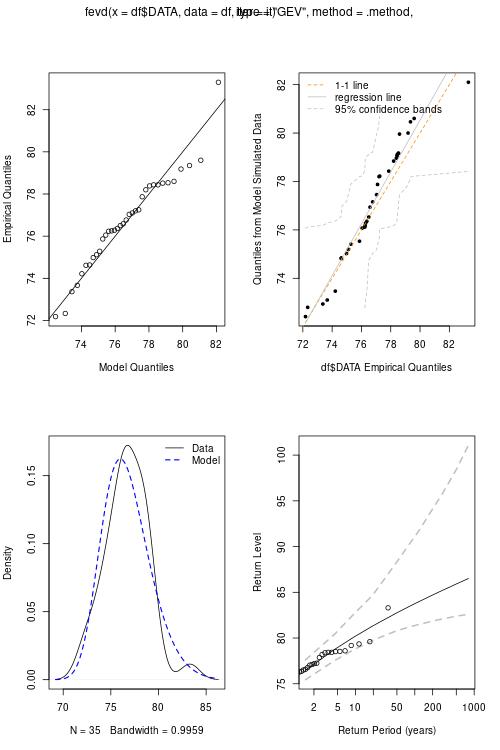 fevd(x = df$DATA, data = df, type = "GEV", method = .method,
Empirical Quantiles
72 74 76 78 80 82
74 76 78 80 82
Model Quantiles
1-1 line
regression line
95% confidence bands
Quantiles from Model Simulated Data
74 76 78 80 82
72 74 76 78 80 82
df$DATA Empirical Quantiles
Data
Model
Density
0.00 0.05 0.10 0.15
70 75 80 85
N = 35 Bandwidth = 0.9959
Return Level
75 80 85 90 95 100
2 5 10 50 200 1000
Return Period (years)